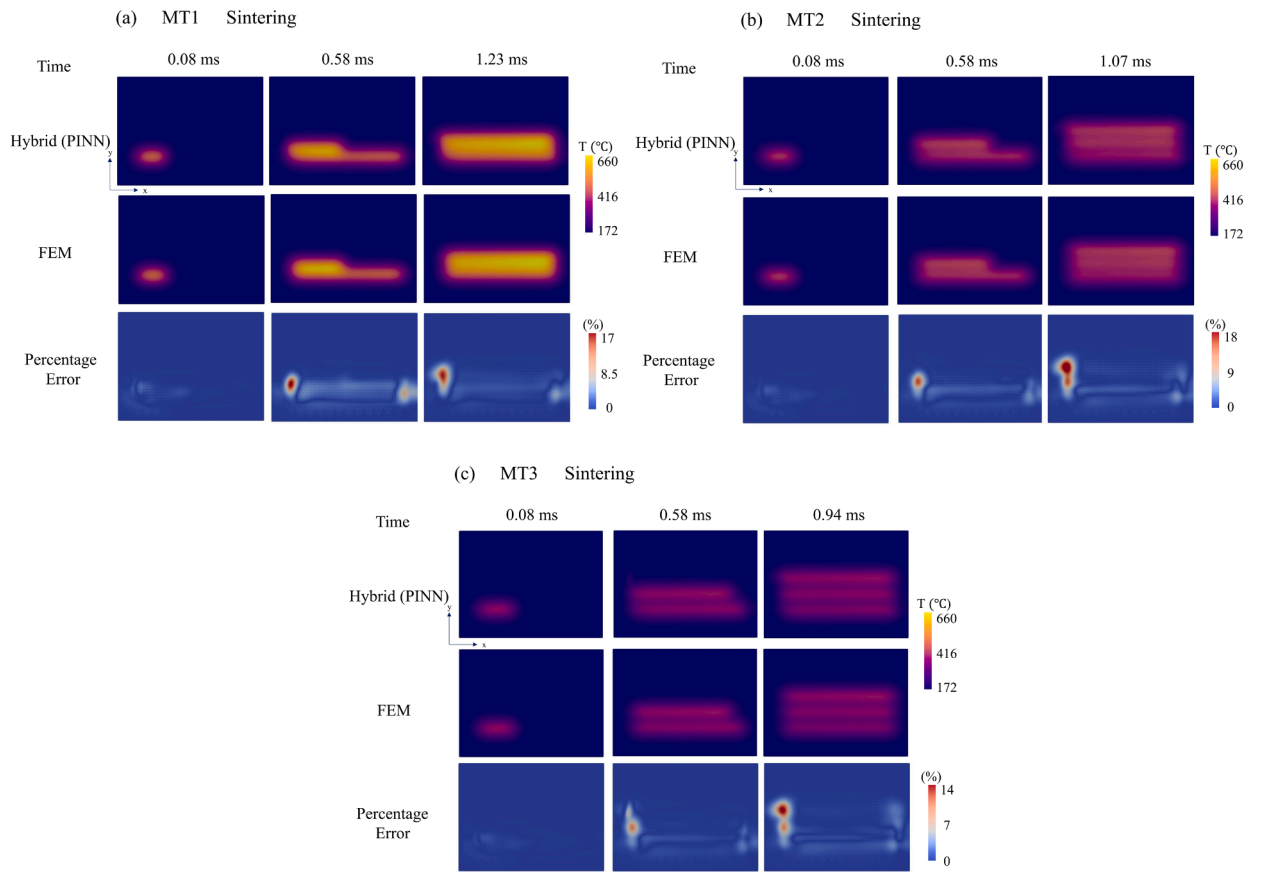 (a) MT1 Sintering
Time 0.08 ms 0.58 ms 1.23 ms
Hybrid (PINN)
y
x
T (℃)
660
416
172
FEM
Percentage
Error
(%)
17
8.5
0
(b) MT2 Sintering
Time 0.08 ms 0.58 ms 1.07 ms
Hybrid (PINN)
y
x
T (℃)
660
416
172
FEM
Percentage
Error
(%)
18
9
0
(c) MT3 Sintering
Time 0.08 ms 0.58 ms 0.94 ms
Hybrid (PINN)
y
x
T (℃)
660
416
172
FEM
Percentage
Error
(%)
14
7
0